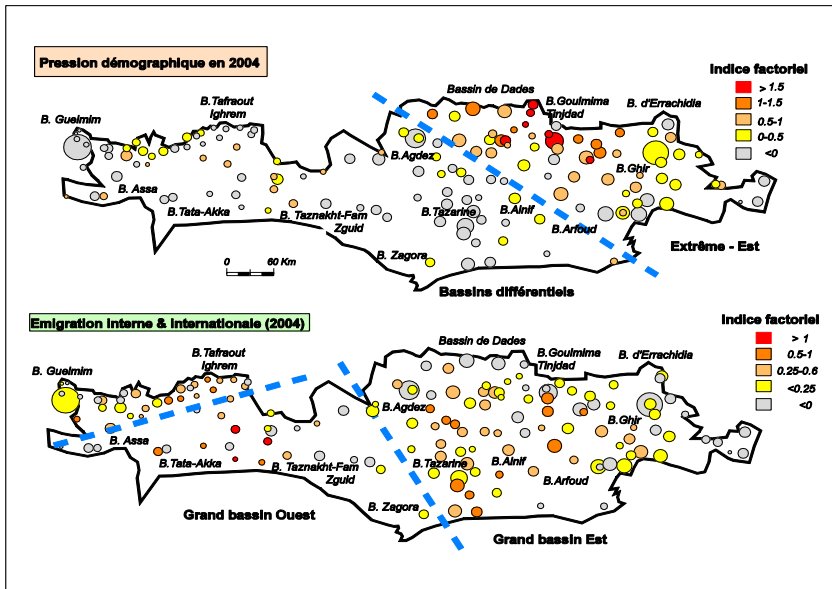 Pression démographique en 2004
Indice factoriel
> 1.5
1-1.5
0.5-1
0-0.5
<0
B. Gueimim
B.Tafraout
Ighrem
Bassin de Dades
B.Goulmima
Tinjdad
B. d'Errachidia
B.Agdez
B.Ghir
B. Assa
B.Tata-Akka
B. Taznakht-Fam
Zguid
B.Tazarine
B.Alnif
B.Arfoud
B. Zagora
Extrême - Est
0 60 Km
Bassins différentiels
Emigration interne & internationale (2004)
Indice factoriel
> 1
0.5-1
0.25-0.6
<0.25
<0
B. Gueimim
B.Tafraout
Ighrem
Bassin de Dades
B.Goulmima
Tinjdad
B. d'Errachidia
B.Agdez
B.Ghir
B. Assa
B.Tata-Akka
B. Taznakht-Fam
Zguid
B.Tazarine
B.Alnif
B.Arfoud
B. Zagora
Grand bassin Ouest
Grand bassin Est